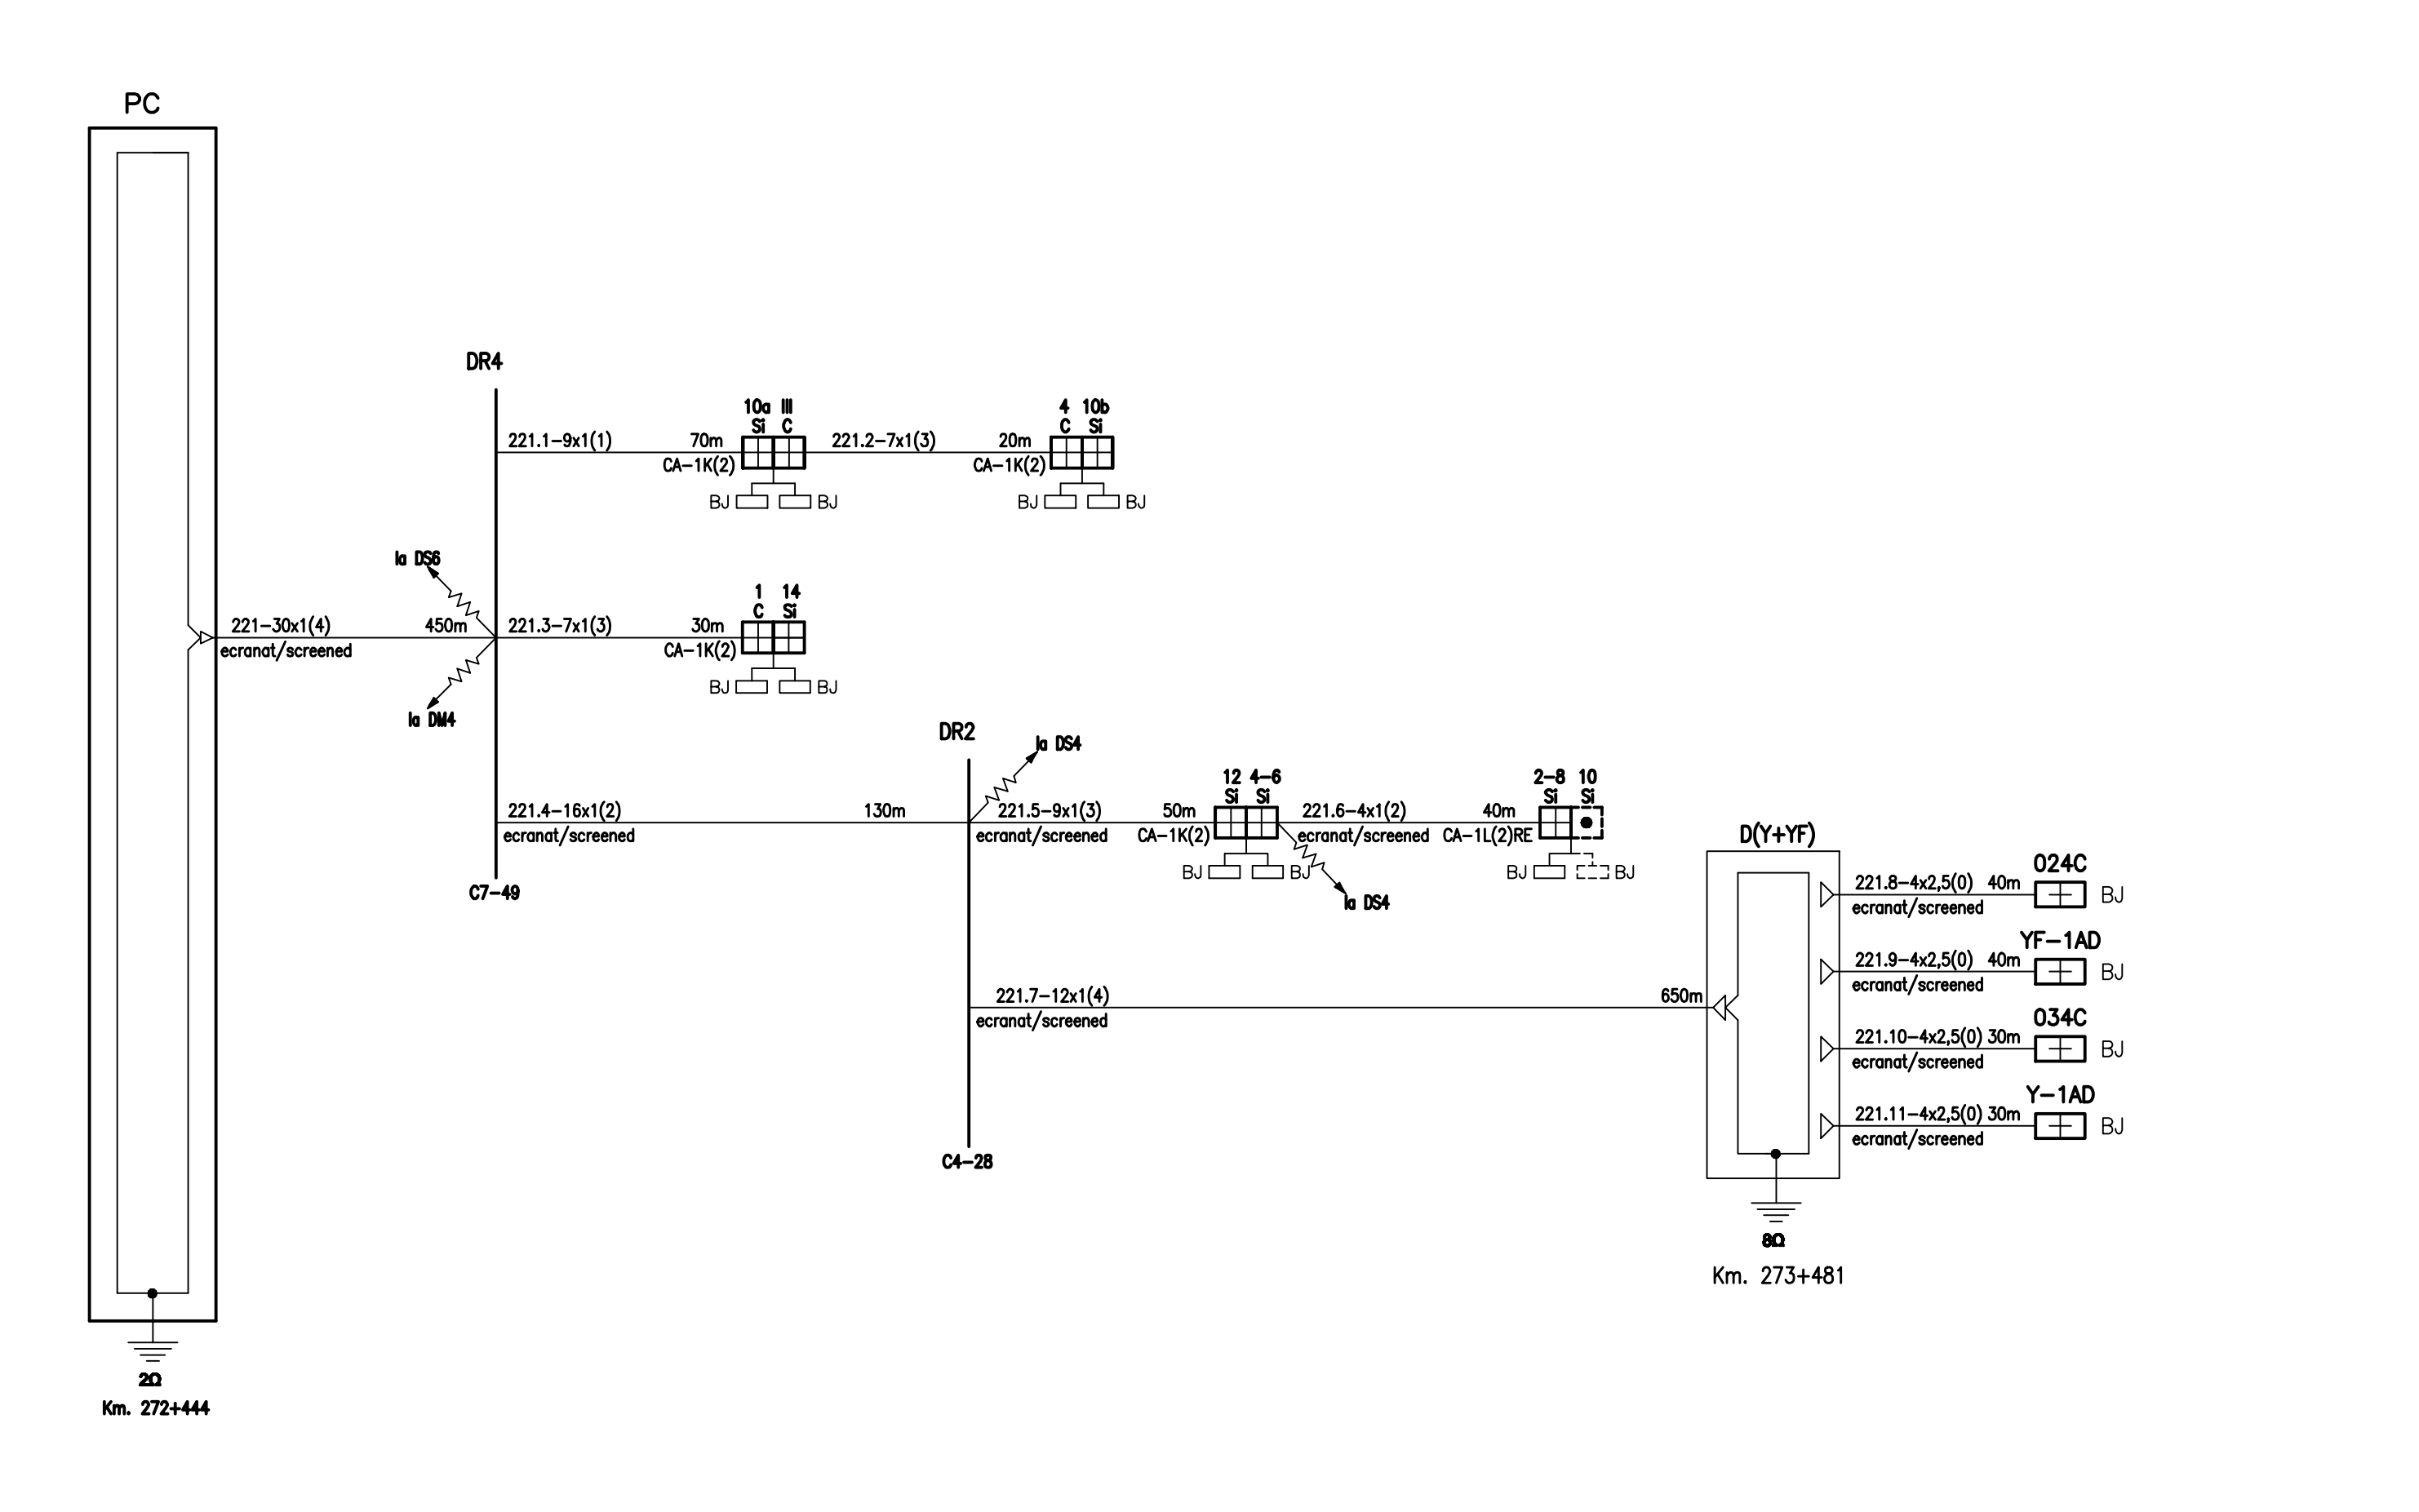 PC
DR4
10a III
Si C
4 10b
C Si
221.1-9x1(1) 70m
CA-1K(2)
221.2-7x1(3) 20m
CA-1K(2)
BJ BJ
BJ BJ
la DS6
1 14
C Si
221-30x1(4) 450m
ecranat/screened
221.3-7x1(3) 30m
CA-1K(2)
BJ BJ
la DM4
DR2
la DS4
12 4-6
Si Si
2-8 10
Si Si
221.4-16x1(2) 130m
ecranat/screened
221.5-9x1(3) 50m
ecranat/screened CA-1K(2)
221.6-4x1(2) 40m
ecranat/screened CA-1L(2)RE
BJ BJ
BJ BJ
la DS4
C7-49
D(Y+YF)
024C
221.8-4x2,5(0) 40m
BJ
ecranat/screened
YF-1AD
221.9-4x2,5(0) 40m
BJ
ecranat/screened
221.7-12x1(4) 650m
ecranat/screened
034C
221.10-4x2,5(0) 30m
BJ
ecranat/screened
Y-1AD
221.11-4x2,5(0) 30m
BJ
ecranat/screened
C4-28
8Ω
Km. 273+481
2Ω
Km. 272+444